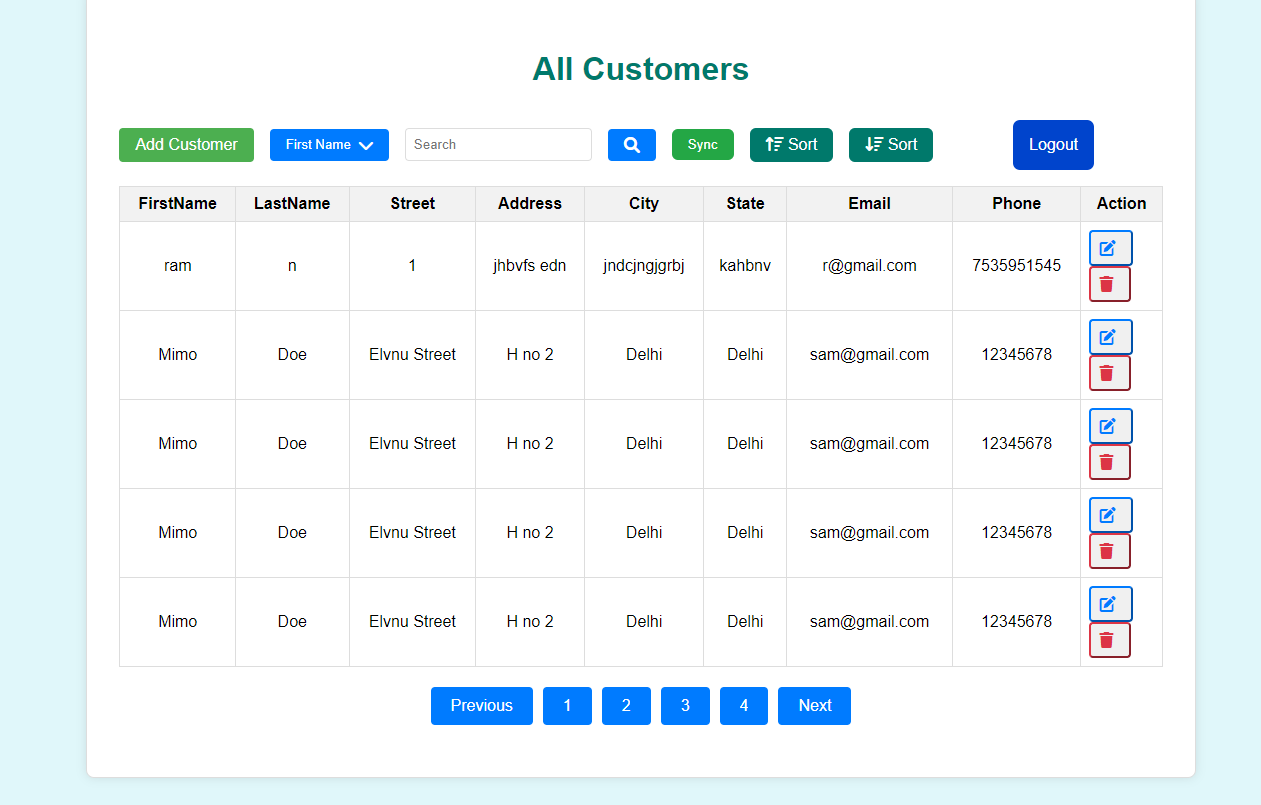 All Customers
Add Customer First Name Search Sync Sort Sort Logout
FirstName LastName Street Address City State Email Phone Action
ram n 1 jhbvfs edn jndcjngjgrbj kahbnv r@gmail.com 7535951545
Mimo Doe Elvnu Street H no 2 Delhi Delhi sam@gmail.com 12345678
Mimo Doe Elvnu Street H no 2 Delhi Delhi sam@gmail.com 12345678
Mimo Doe Elvnu Street H no 2 Delhi Delhi sam@gmail.com 12345678
Mimo Doe Elvnu Street H no 2 Delhi Delhi sam@gmail.com 12345678
Previous 1 2 3 4 Next